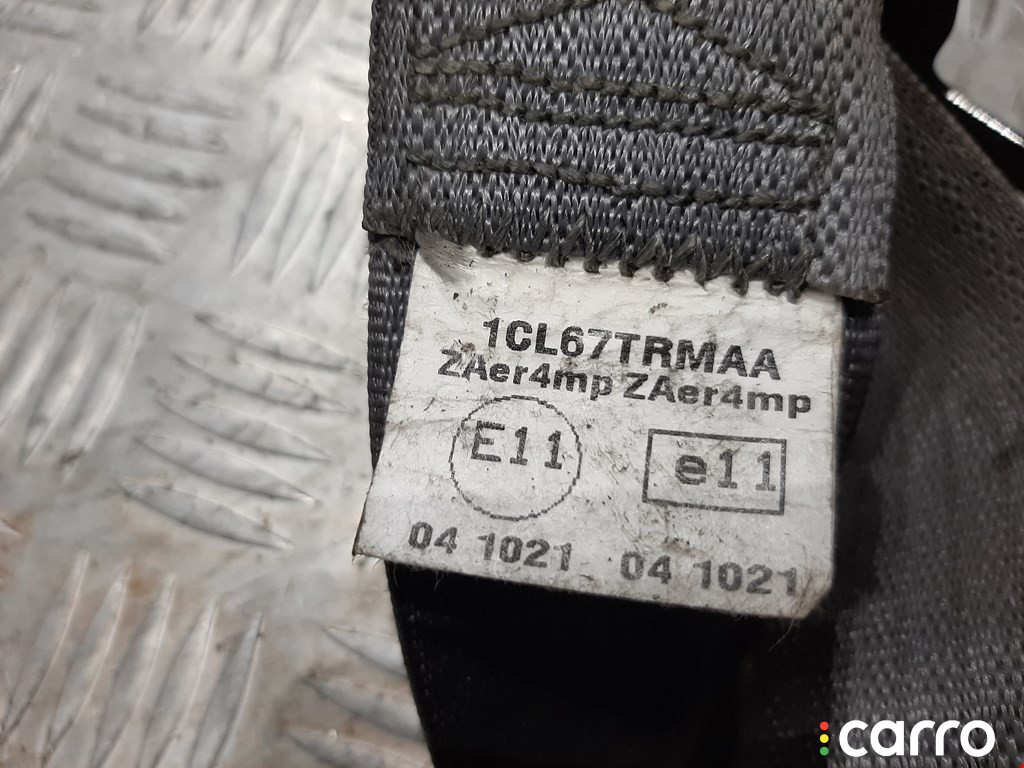 1CL67TRMAA
ZAer4mp ZAer4mp
E11 e11
04 1021 04 1021
carro